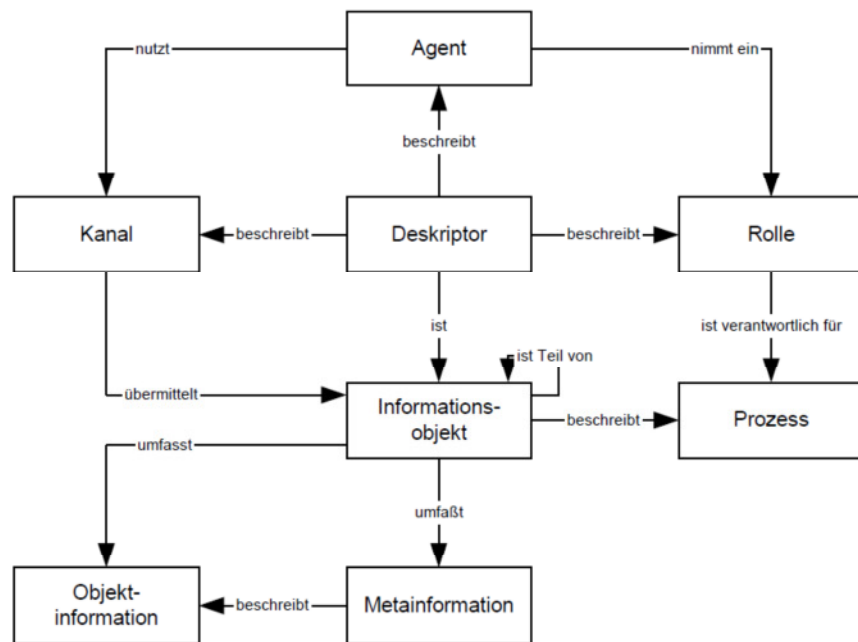 Agent
nutzt
nimmt ein
beschreibt
Kanal
beschreibt
Deskriptor
beschreibt
Rolle
ist
ist verantwortlich für
ist Teil von
übermittelt
Informations-
objekt
beschreibt
Prozess
umfasst
umfaßt
Objekt-
information
beschreibt
Metainformation